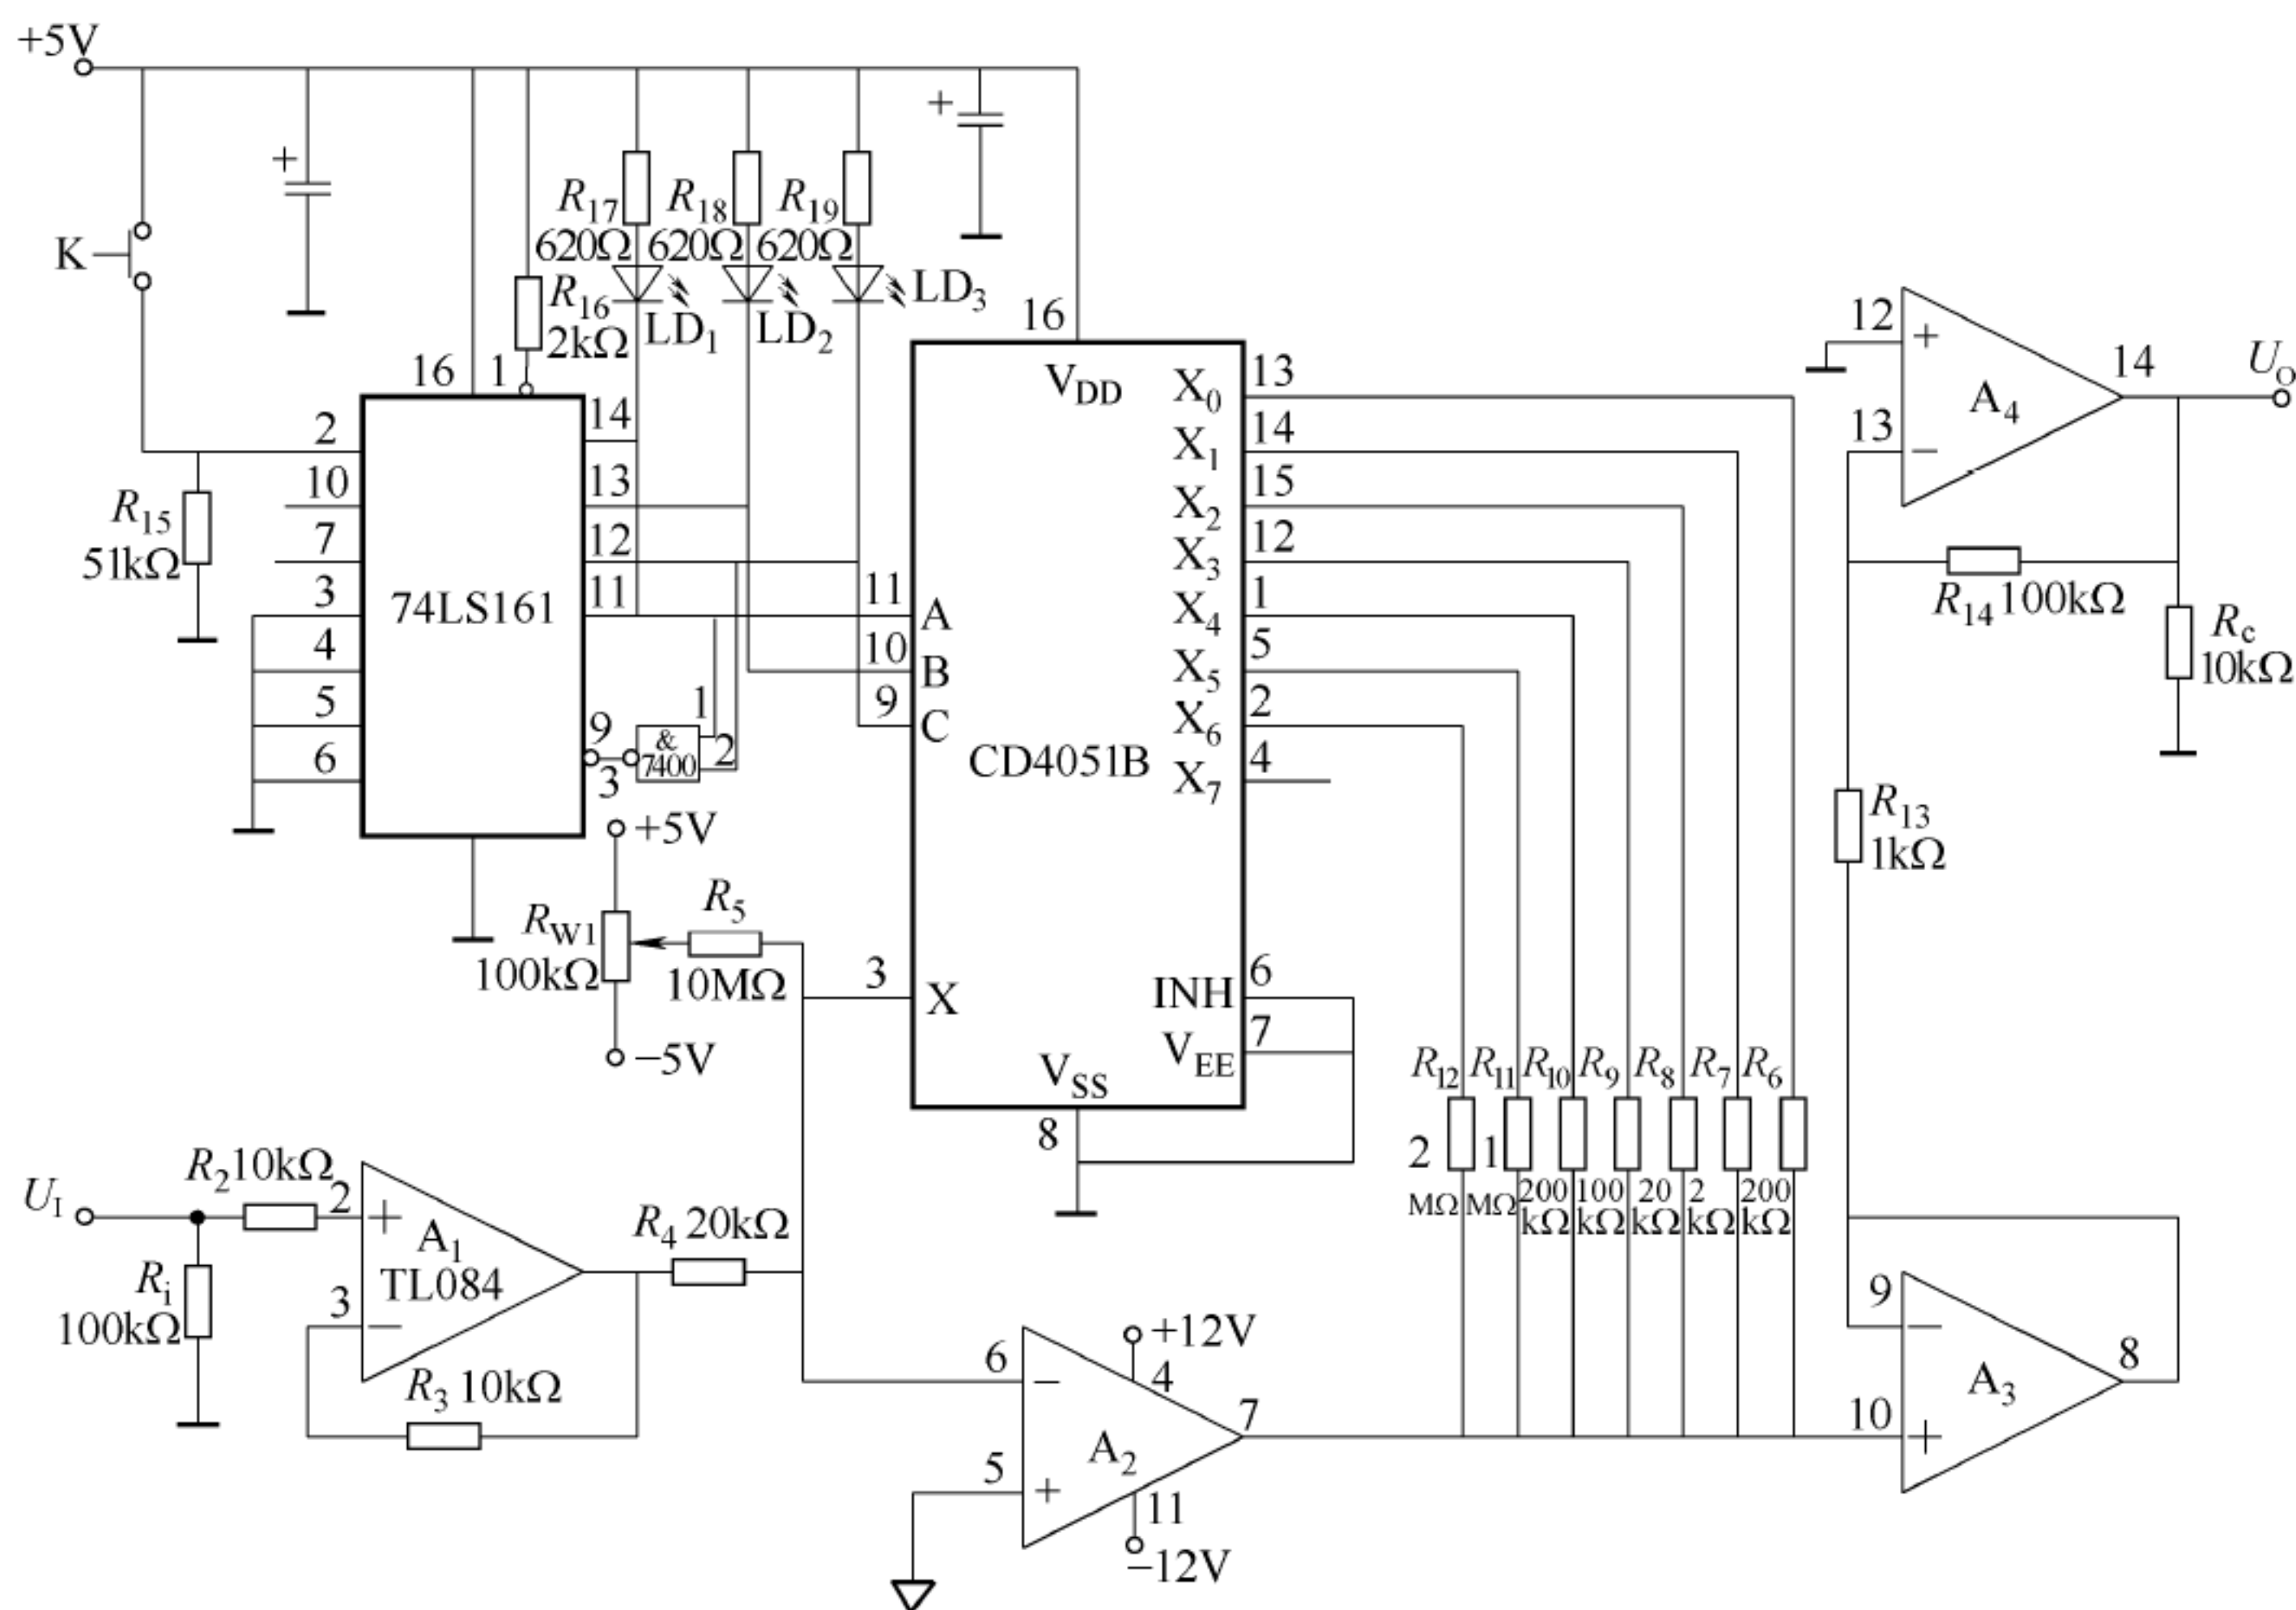 +5V
+
+
K
R17
620Ω
R18
620Ω
R19
620Ω
R16
2kΩ
LD1
LD2
LD3
16
1
16
2
10
7
3
4
5
6
R15
51kΩ
74LS161
14
13
12
11
9
3
&
7400
1
2
11
10
9
A
B
C
VDD
CD4051B
X0
X1
X2
X3
X4
X5
X6
X7
13
14
15
12
1
5
2
4
3
X
INH
VEE
VSS
6
7
8
+5V
RW1
100kΩ
−5V
R5
10MΩ
UI
R2 10kΩ
Ri
100kΩ
2
+
3
−
A1
TL084
R3 10kΩ
R4 20kΩ
6
−
5
+
A2
+12V
4
11
−12V
7
R12
2
MΩ
R11
1
MΩ
R10
200
kΩ
R9
100
kΩ
R8
20
kΩ
R7
2
kΩ
R6
200
kΩ
12
+
13
−
A4
14
UO
R14 100kΩ
Rc
10kΩ
R13
1kΩ
9
−
10
+
A3
8